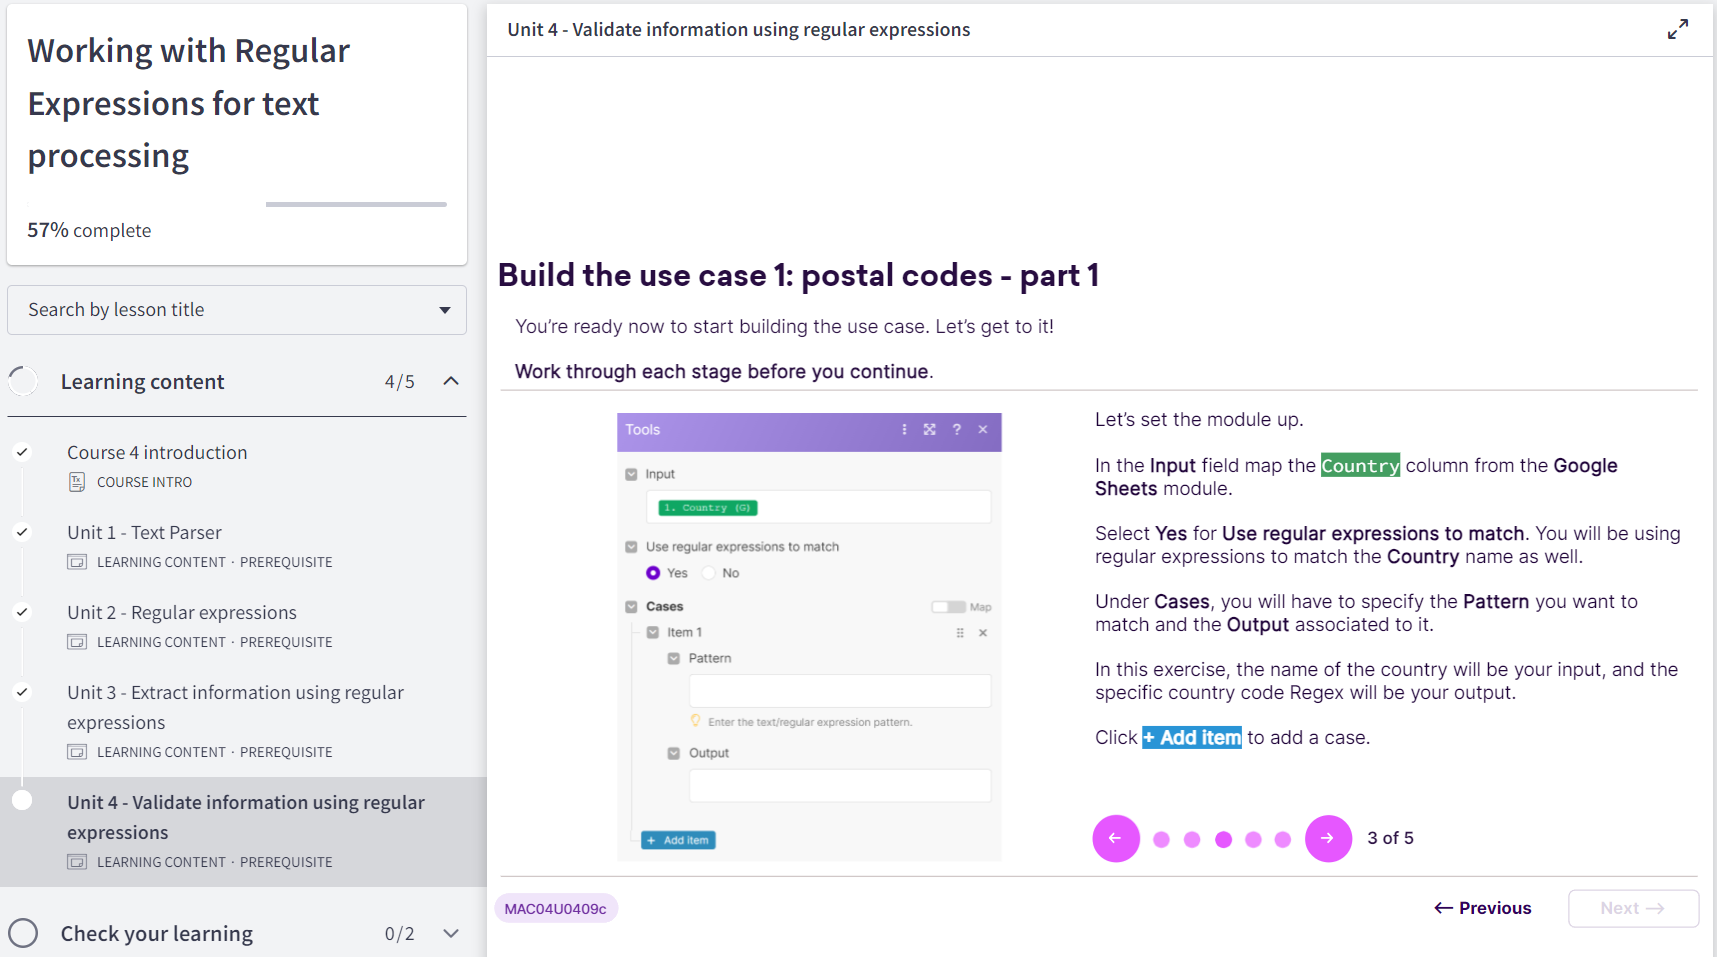 Working with Regular
Expressions for text
processing
57% complete
Search by lesson title
Learning content 4/5
Course 4 introduction
COURSE INTRO
Unit 1 - Text Parser
LEARNING CONTENT · PREREQUISITE
Unit 2 - Regular expressions
LEARNING CONTENT · PREREQUISITE
Unit 3 - Extract information using regular
expressions
LEARNING CONTENT · PREREQUISITE
Unit 4 - Validate information using regular
expressions
LEARNING CONTENT · PREREQUISITE
Check your learning 0/2
Unit 4 - Validate information using regular expressions
Build the use case 1: postal codes - part 1
You're ready now to start building the use case. Let's get to it!
Work through each stage before you continue.
Tools ?
Input
1. Country (G)
Use regular expressions to match
Yes No
Cases Map
Item 1
Pattern
Enter the text/regular expression pattern.
Output
+ Add item
Let's set the module up.
In the Input field map the Country column from the Google
Sheets module.
Select Yes for Use regular expressions to match. You will be using
regular expressions to match the Country name as well.
Under Cases, you will have to specify the Pattern you want to
match and the Output associated to it.
In this exercise, the name of the country will be your input, and the
specific country code Regex will be your output.
Click + Add item to add a case.
← → 3 of 5
MAC04U0409c
← Previous Next →